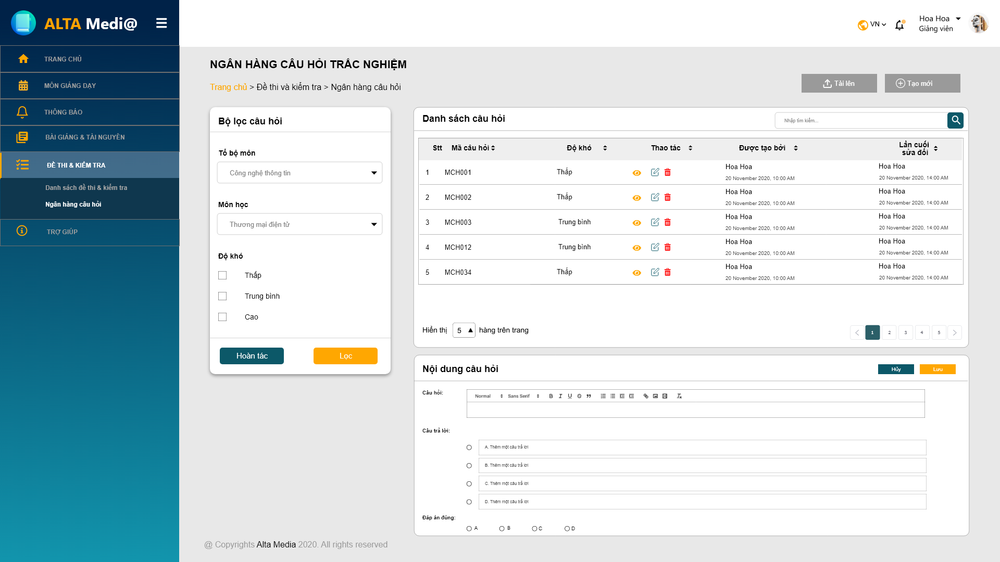 ALTA Medi@
VN
Hoa Hoa
Giảng viên
TRANG CHỦ
MÔN GIẢNG DẠY
THÔNG BÁO
BÀI GIẢNG & TÀI NGUYÊN
ĐỀ THI & KIỂM TRA
Danh sách đề thi & kiểm tra
Ngân hàng câu hỏi
TRỢ GIÚP
NGÂN HÀNG CÂU HỎI TRẮC NGHIỆM
Trang chủ > Đề thi và kiểm tra > Ngân hàng câu hỏi
Tải lên
Tạo mới
Bộ lọc câu hỏi
Tổ bộ môn
Công nghệ thông tin
Môn học
Thương mại điện tử
Độ khó
Thấp
Trung bình
Cao
Hoàn tác
Lọc
Danh sách câu hỏi
Nhập tìm kiếm...
Stt Mã câu hỏi Độ khó Thao tác Được tạo bởi Lần cuối sửa đổi
1 MCH001 Thấp Hoa Hoa Hoa Hoa
20 November 2020, 10:00 AM 20 November 2020, 14:00 AM
2 MCH002 Thấp Hoa Hoa Hoa Hoa
20 November 2020, 10:00 AM 20 November 2020, 14:00 AM
3 MCH003 Trung bình Hoa Hoa Hoa Hoa
20 November 2020, 10:00 AM 20 November 2020, 14:00 AM
4 MCH012 Trung bình Hoa Hoa Hoa Hoa
20 November 2020, 10:00 AM 20 November 2020, 14:00 AM
5 MCH034 Thấp Hoa Hoa Hoa Hoa
20 November 2020, 10:00 AM 20 November 2020, 14:00 AM
Hiển thị 5 hàng trên trang
1 2 3 4 5
Nội dung câu hỏi
Hủy
Lưu
Câu hỏi:
Normal Sans Serif B I U S
Câu trả lời:
A. Thêm một câu trả lời
B. Thêm một câu trả lời
C. Thêm một câu trả lời
D. Thêm một câu trả lời
Đáp án đúng:
A B C D
@ Copyrights Alta Media 2020. All rights reserved